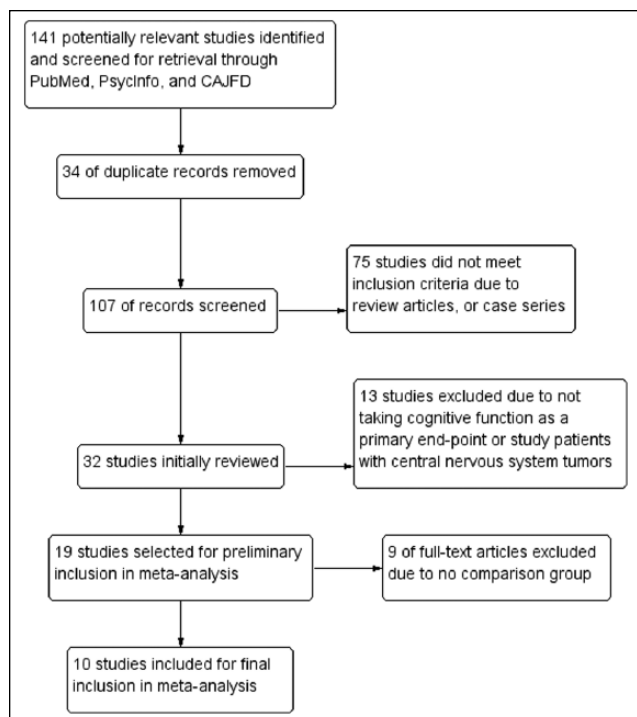 141 potentially relevant studies identified
and screened for retrieval through
PubMed, PsycInfo, and CAJFD
34 of duplicate records removed
75 studies did not meet
inclusion criteria due to
review articles, or case series
107 of records screened
13 studies excluded due to not
taking cognitive function as a
primary end-point or study patients
with central nervous system tumors
32 studies initially reviewed
19 studies selected for preliminary
inclusion in meta-analysis
9 of full-text articles excluded
due to no comparison group
10 studies included for final
inclusion in meta-analysis